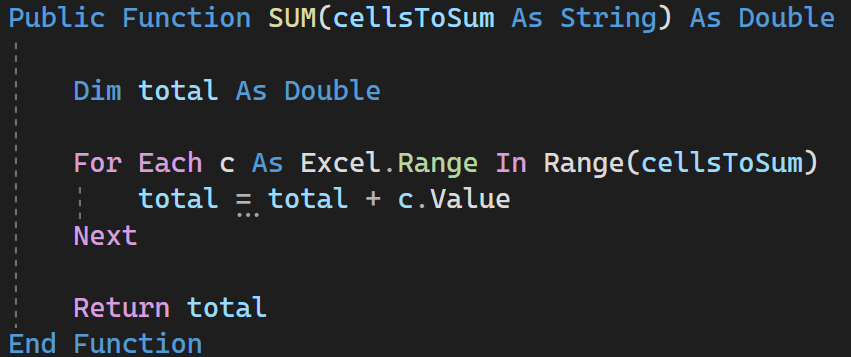 Public Function SUM(cellsToSum As String) As Double
Dim total As Double
For Each c As Excel.Range In Range(cellsToSum)
total = total + c.Value
Next
Return total
End Function